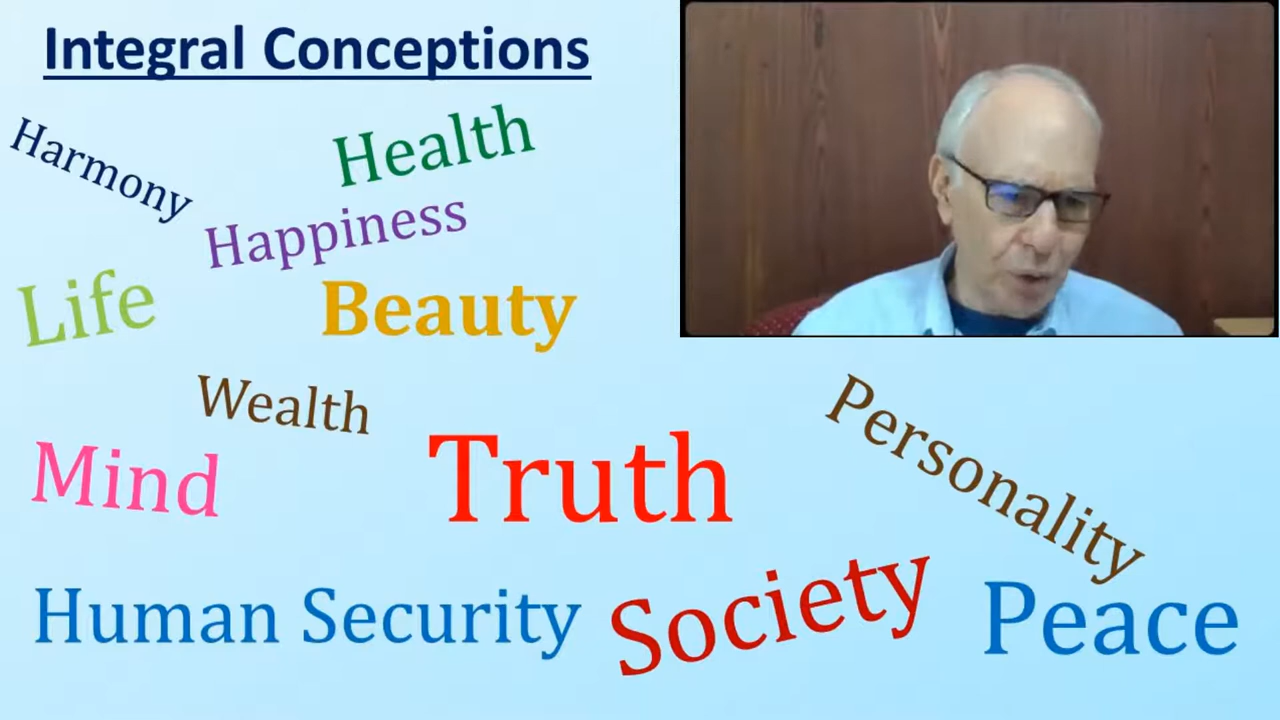 Integral Conceptions
Harmony
Health
Happiness
Life
Beauty
Wealth
Personality
Mind
Truth
Human Security
Society
Peace